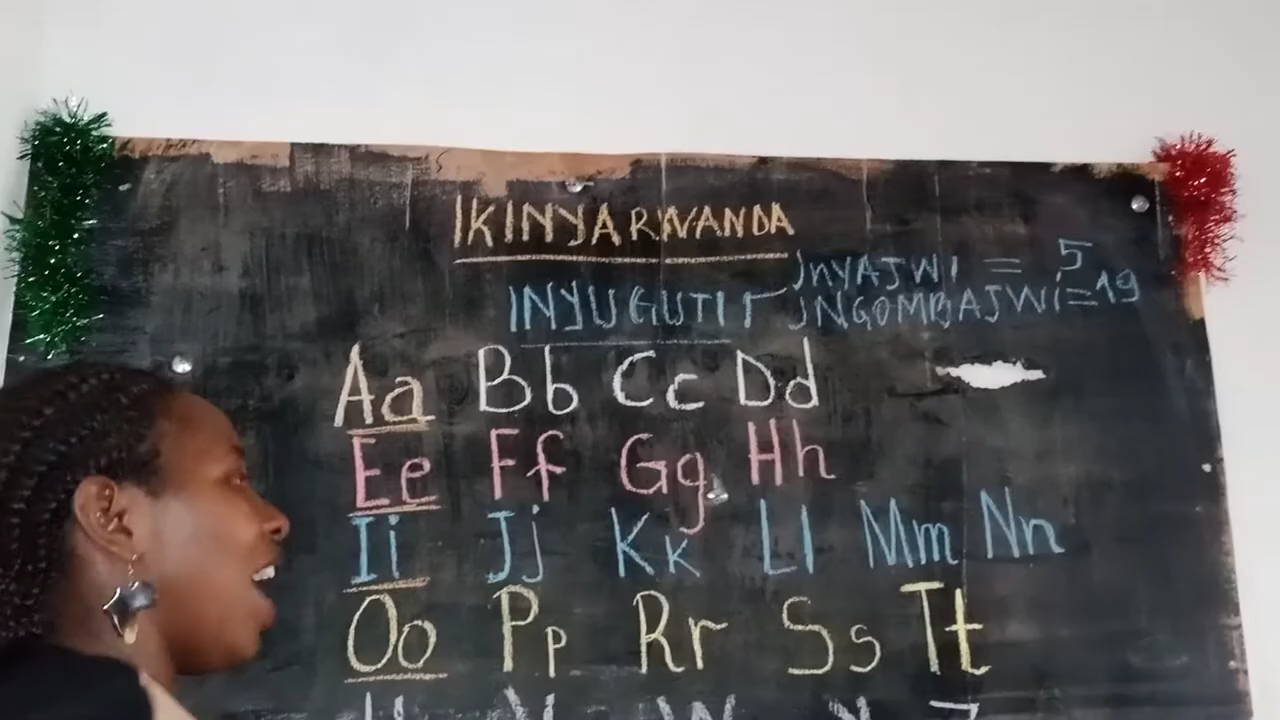 IKINYARWANDA
INYAJWI = 5
INYUGUTI INGOMBAJWi=19
Aa Bb Cc Dd
Ee Ff Gg Hh
Ii Jj Kk Ll Mm Nn
Oo Pp Rr Ss Tt